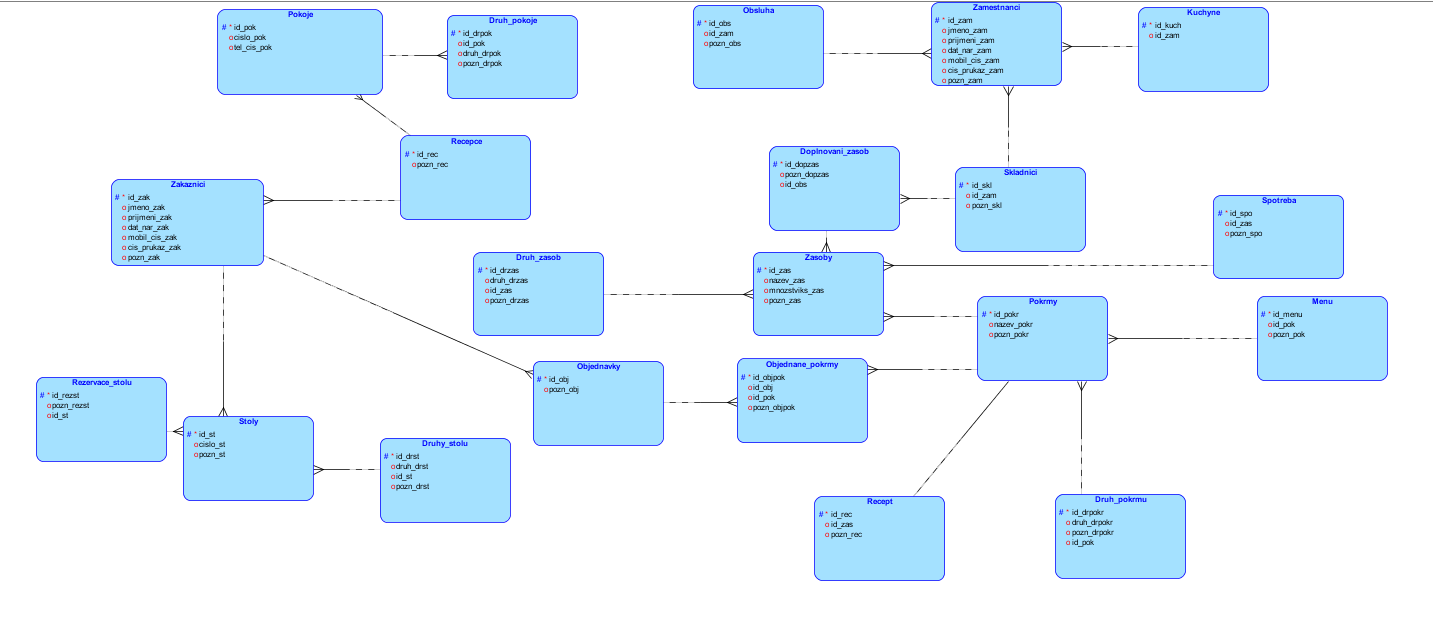 Pokoje
# * id_pok
o cislo_pok
o tel_cis_pok
Druh_pokoje
# * id_drpok
o id_pok
o druh_drpok
o pozn_drpok
Obsluha
# * id_obs
o id_zam
o pozn_obs
Zamestnanci
# * id_zam
o jmeno_zam
o prijmeni_zam
o dat_nar_zam
o mobil_cis_zam
o cis_prukaz_zam
o pozn_zam
Kuchyne
# * id_kuch
o id_zam
Recepce
# * id_rec
o pozn_rec
Doplnovani_zasob
# * id_dopzas
o pozn_dopzas
o id_obs
Skladnici
# * id_skl
o id_zam
o pozn_skl
Zakaznici
# * id_zak
o jmeno_zak
o prijmeni_zak
o dat_nar_zak
o mobil_cis_zak
o cis_prukaz_zak
o pozn_zak
Spotreba
# * id_spo
o id_zas
o pozn_spo
Druh_zasob
# * id_drzas
o druh_drzas
o id_zas
o pozn_drzas
Zasoby
# * id_zas
o nazev_zas
o mnozstviks_zas
o pozn_zas
Pokrmy
# * id_pokr
o nazev_pokr
o pozn_pokr
Menu
# * id_menu
o id_pok
o pozn_pok
Objednavky
# * id_obj
o pozn_obj
Objednane_pokrmy
# * id_objpok
o id_obj
o id_pok
o pozn_objpok
Rezervace_stolu
# * id_rezst
o pozn_rezst
o id_st
Stoly
# * id_st
o cislo_st
o pozn_st
Druhy_stolu
# * id_drst
o druh_drst
o id_st
o pozn_drst
Recept
# * id_rec
o id_zas
o pozn_rec
Druh_pokrmu
# * id_drpokr
o druh_drpokr
o pozn_drpokr
o id_pok